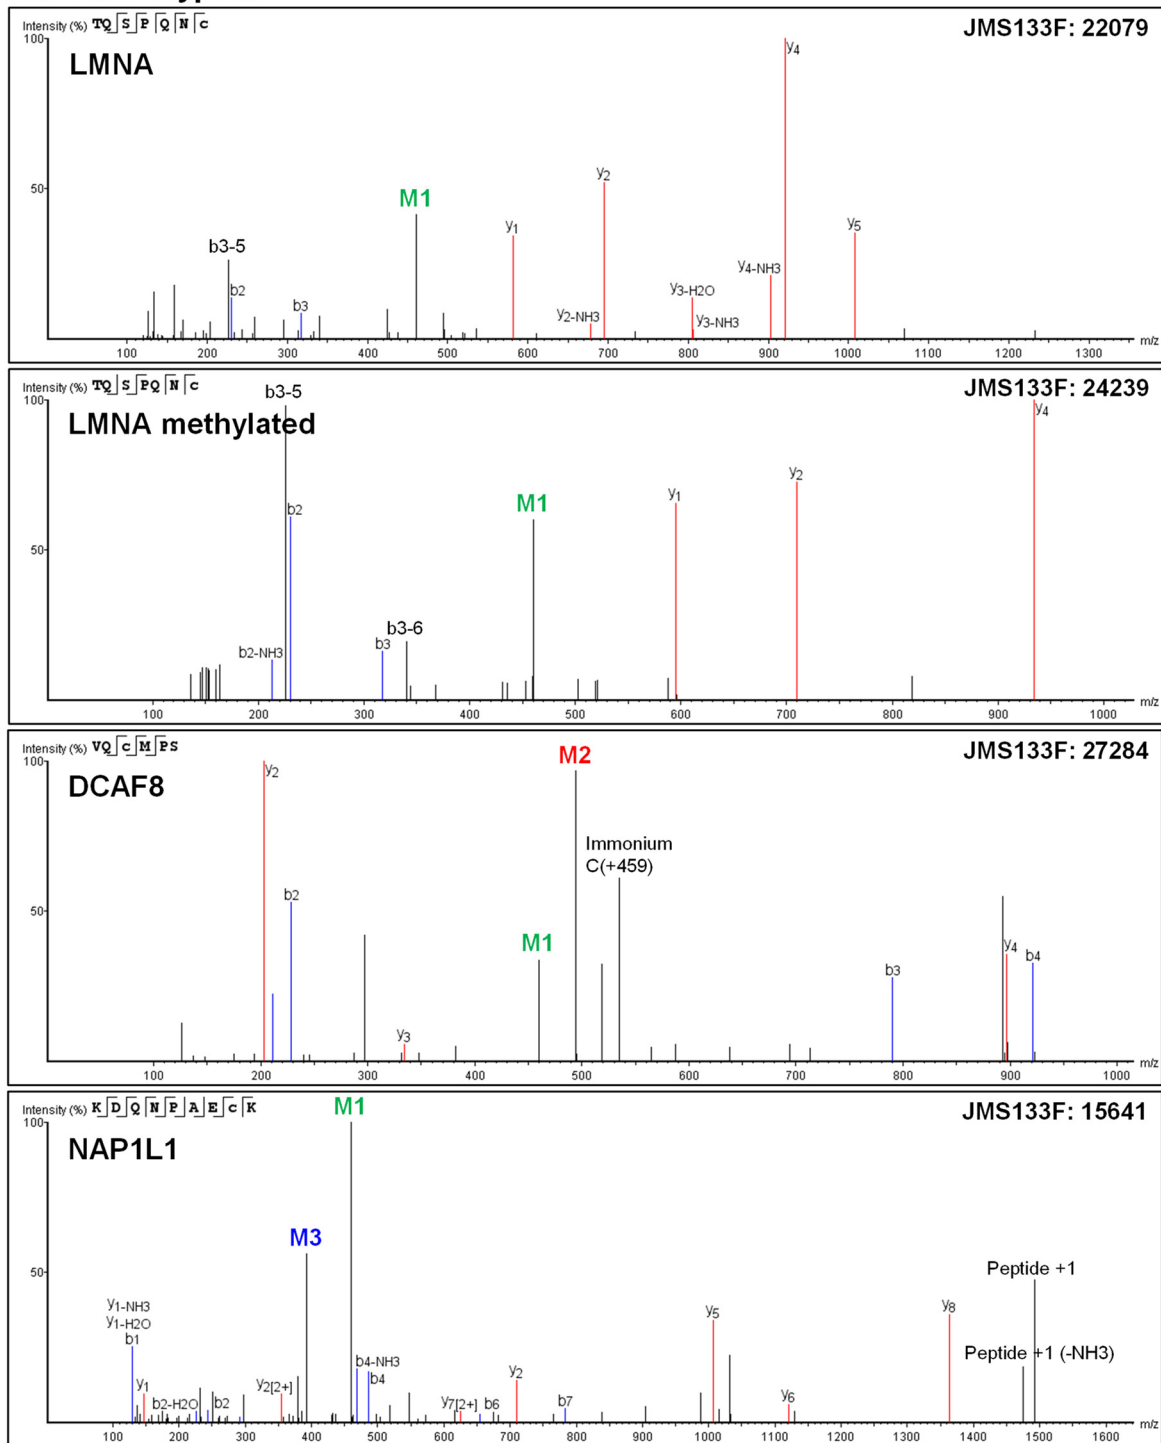 Intensity (%) TQ S P Q N c
JMS133F: 22079
LMNA
100
50
b3-5
b2
b3
M1
y1
y2-NH3
y2
y3-H2O
y3-NH3
y4-NH3
y4
y5
100 200 300 400 500 600 700 800 900 1000 1100 1200 1300 m/z
Intensity (%) TQ S PQ N c
JMS133F: 24239
LMNA methylated
100
50
b3-5
b2
b2-NH3
b3
b3-6
M1
y1
y2
y4
100 200 300 400 500 600 700 800 900 1000 m/z
Intensity (%) VQ c M PS
JMS133F: 27284
DCAF8
100
50
y2
b2
y3
M1
M2
Immonium
C(+459)
b3
y4
b4
100 200 300 400 500 600 700 800 900 1000 m/z
Intensity (%) K D Q N P A E c K
JMS133F: 15641
NAP1L1
100
50
M1
M3
y1-NH3
y1-H2O
b1
y1
b2-H2O
b2
y2[2+]
b4-NH3
b4
y7[2+]
b6
y2
b7
y5
y6
y8
Peptide +1
Peptide +1 (-NH3)
100 200 300 400 500 600 700 800 900 1000 1100 1200 1300 1400 1500 1600 m/z